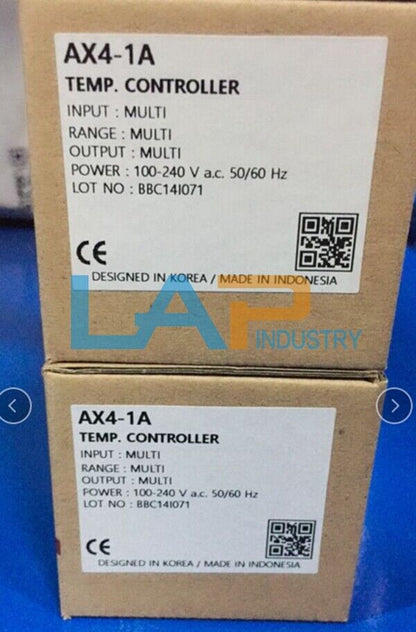 AX4-1A
TEMP. CONTROLLER
INPUT : MULTI
RANGE : MULTI
OUTPUT : MULTI
POWER : 100-240 V a.c. 50/60 Hz
LOT NO : BBC14I071
CE
DESIGNED IN KOREA / MADE IN INDONESIA
LAP
INDUSTRY
AX4-1A
TEMP. CONTROLLER
INPUT : MULTI
RANGE : MULTI
OUTPUT : MULTI
POWER : 100-240 V a.c. 50/60 Hz
LOT NO : BBC14I071
CE
DESIGNED IN KOREA / MADE IN INDONESIA